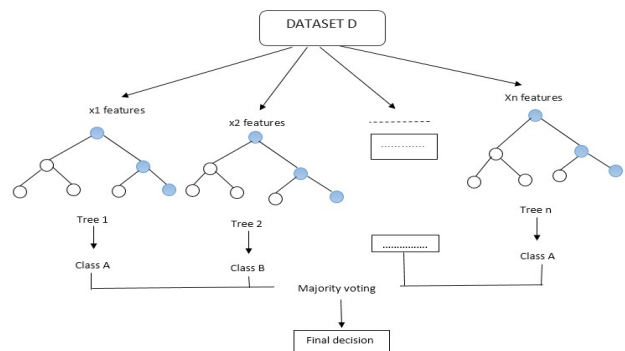 DATASET D
x1 features
x2 features
Xn features
.............
Tree 1
Tree 2
Tree n
................
Class A
Class B
Class A
Majority voting
Final decision